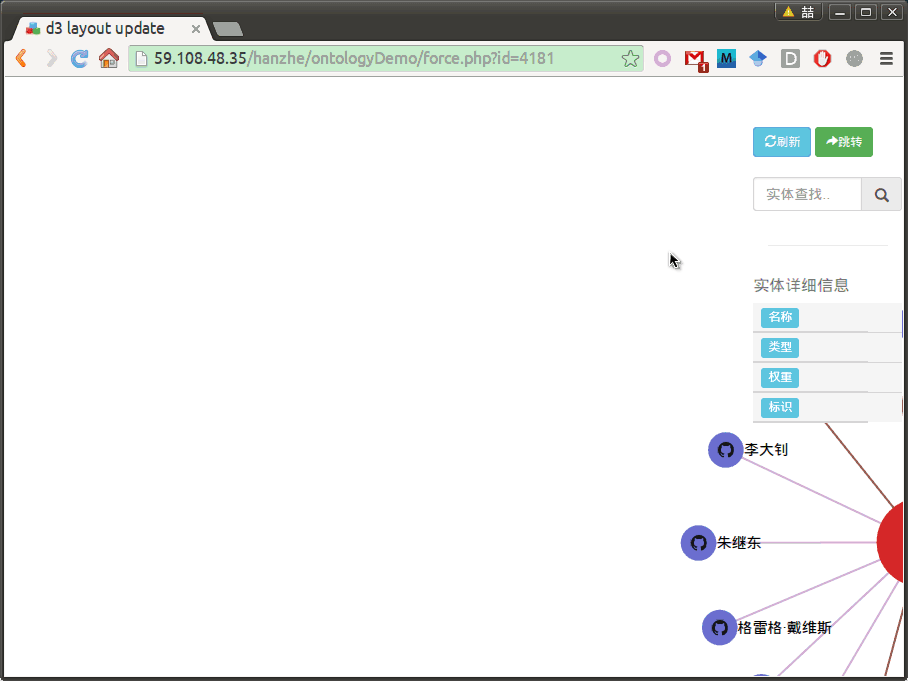 喆
d3 layout update
59.108.48.35/hanzhe/ontologyDemo/force.php?id=4181
1
M
D
刷新
跳转
实体查找..
实体详细信息
名称
类型
权重
标识
李大钊
朱继东
格雷格·戴维斯